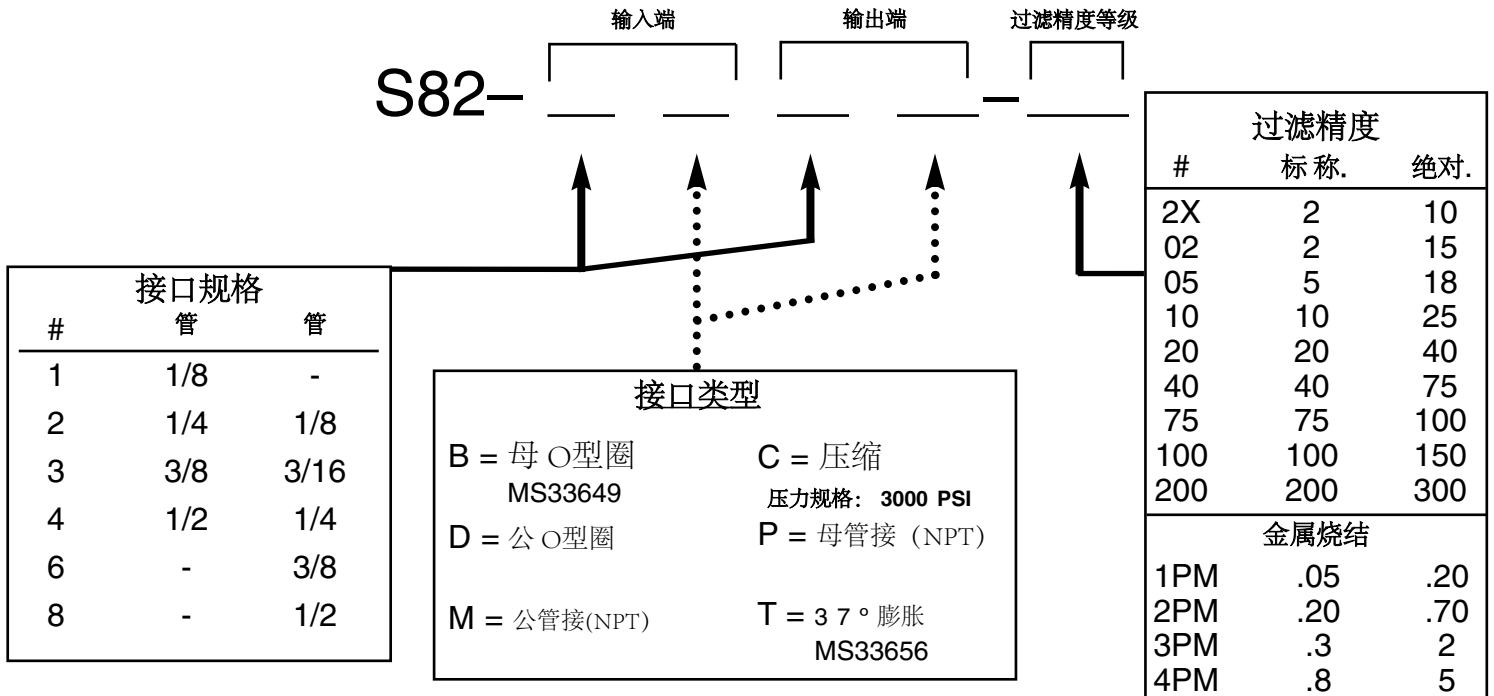 输入端 输出端 过滤精度等级
S82–
–
接口规格
# 管 管
1 1/8 -
2 1/4 1/8
3 3/8 3/16
4 1/2 1/4
6 - 3/8
8 - 1/2
接口类型
B = 母 O型圈
MS33649
C = 压缩
压力规格: 3000 PSI
D = 公 O型圈
P = 母管接 (NPT)
M = 公管接(NPT)
T = 3 7 ° 膨胀
MS33656
过滤精度
# 标 称. 绝对.
2X 2 10
02 2 15
05 5 18
10 10 25
20 20 40
40 40 75
75 75 100
100 100 150
200 200 300
金属烧结
1PM .05 .20
2PM .20 .70
3PM .3 2
4PM .8 5